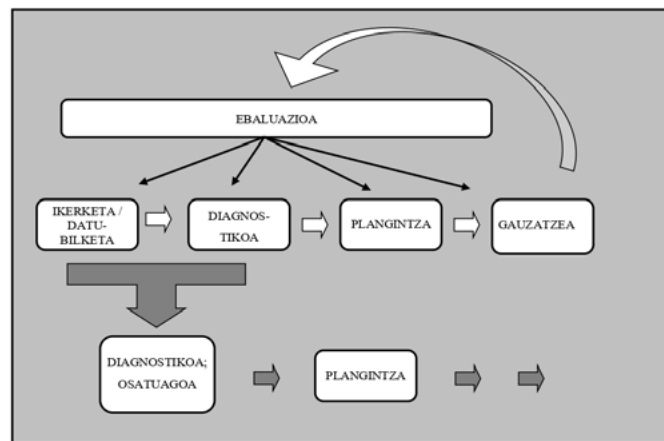 EBALUAZIOA
IKERKETA /
DATU-
BILKETA
DIAGNOS-
TIKOA
PLANGINTZA
GAUZATZEA
DIAGNOSTIKOA;
OSATUAGOA
PLANGINTZA